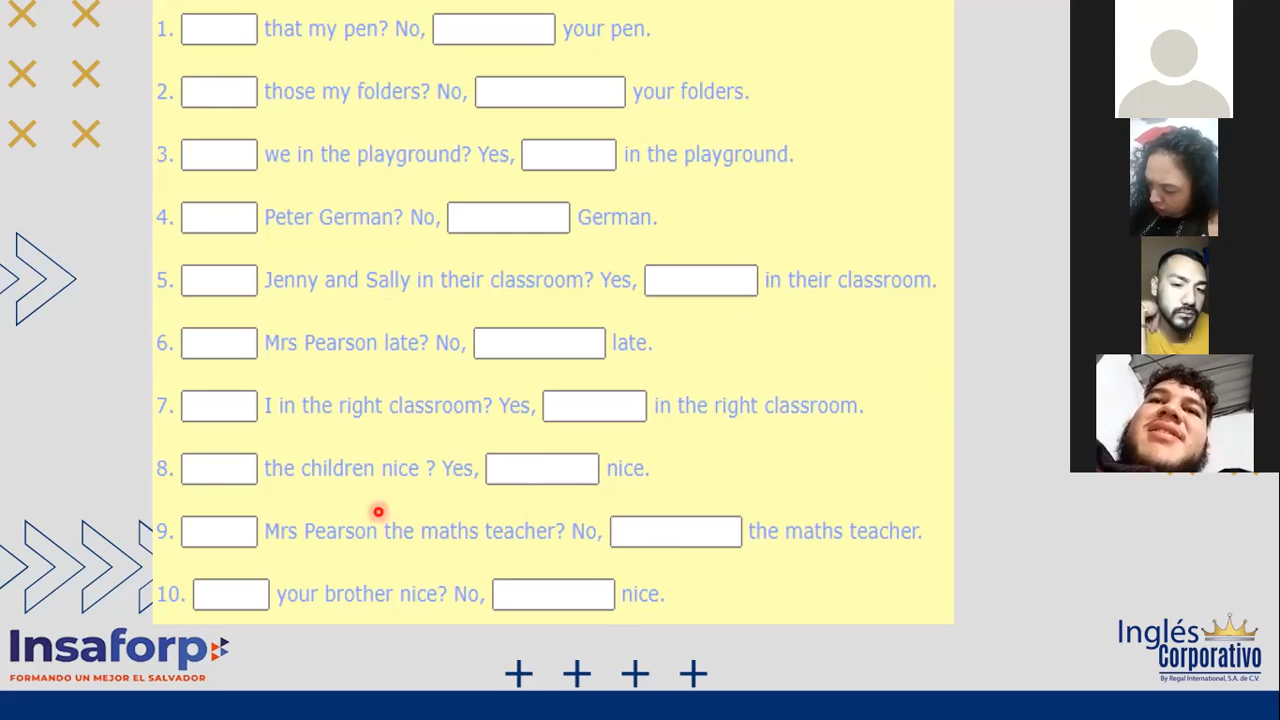 1. that my pen? No, your pen.
2. those my folders? No, your folders.
3. we in the playground? Yes, in the playground.
4. Peter German? No, German.
5. Jenny and Sally in their classroom? Yes, in their classroom.
6. Mrs Pearson late? No, late.
7. I in the right classroom? Yes, in the right classroom.
8. the children nice ? Yes, nice.
9. Mrs Pearson the maths teacher? No, the maths teacher.
10. your brother nice? No, nice.
Insaforp
FORMANDO UN MEJOR EL SALVADOR
Inglés
Corporativo
By Regal International, S.A. de C.V.